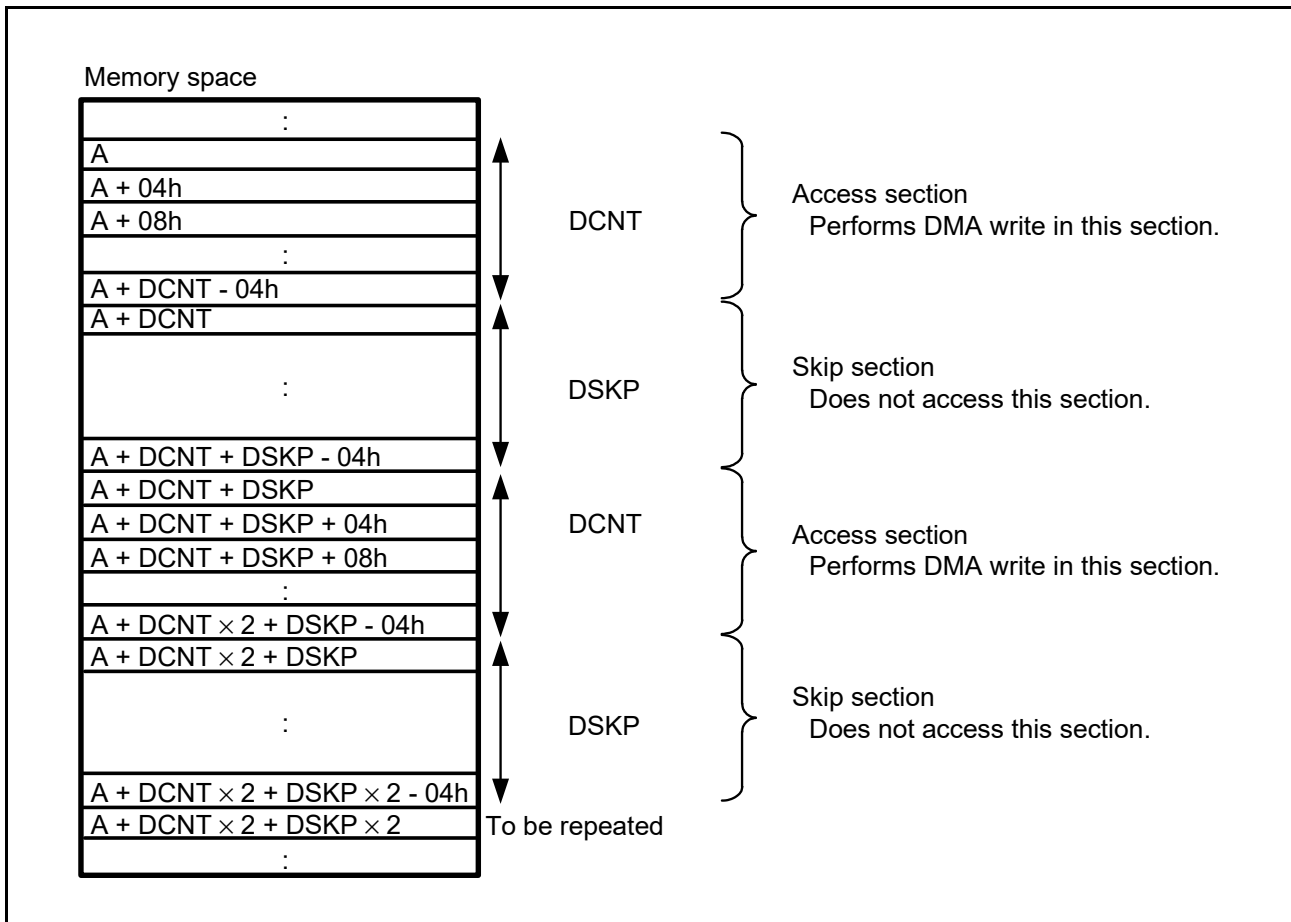 Memory space
:
A
A + 04h
A + 08h
:
A + DCNT - 04h
A + DCNT
:
A + DCNT + DSKP - 04h
A + DCNT + DSKP
A + DCNT + DSKP + 04h
A + DCNT + DSKP + 08h
:
A + DCNT × 2 + DSKP - 04h
A + DCNT × 2 + DSKP
:
A + DCNT × 2 + DSKP × 2 - 04h
A + DCNT × 2 + DSKP × 2
:
DCNT
DSKP
DCNT
DSKP
To be repeated
Access section
Performs DMA write in this section.
Skip section
Does not access this section.
Access section
Performs DMA write in this section.
Skip section
Does not access this section.